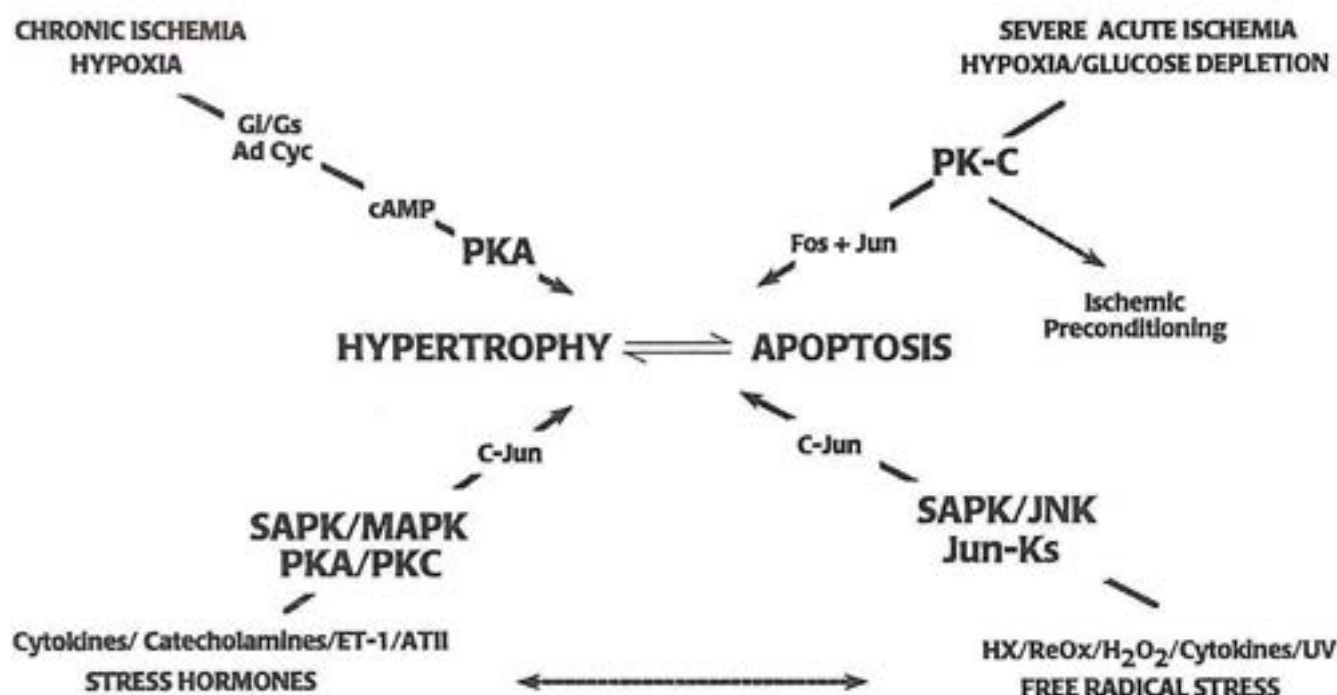 CHRONIC ISCHEMIA
HYPOXIA
Gi/Gs
Ad Cyc
cAMP
PKA
SEVERE ACUTE ISCHEMIA
HYPOXIA/GLUCOSE DEPLETION
PK-C
Fos + Jun
Ischemic
Preconditioning
HYPERTROPHY
APOPTOSIS
C-Jun
SAPK/MAPK
PKA/PKC
Cytokines/ Catecholamines/ET-1/ATII
STRESS HORMONES
C-Jun
SAPK/JNK
Jun-Ks
HX/ReOx/H₂O₂/Cytokines/UV
FREE RADICAL STRESS